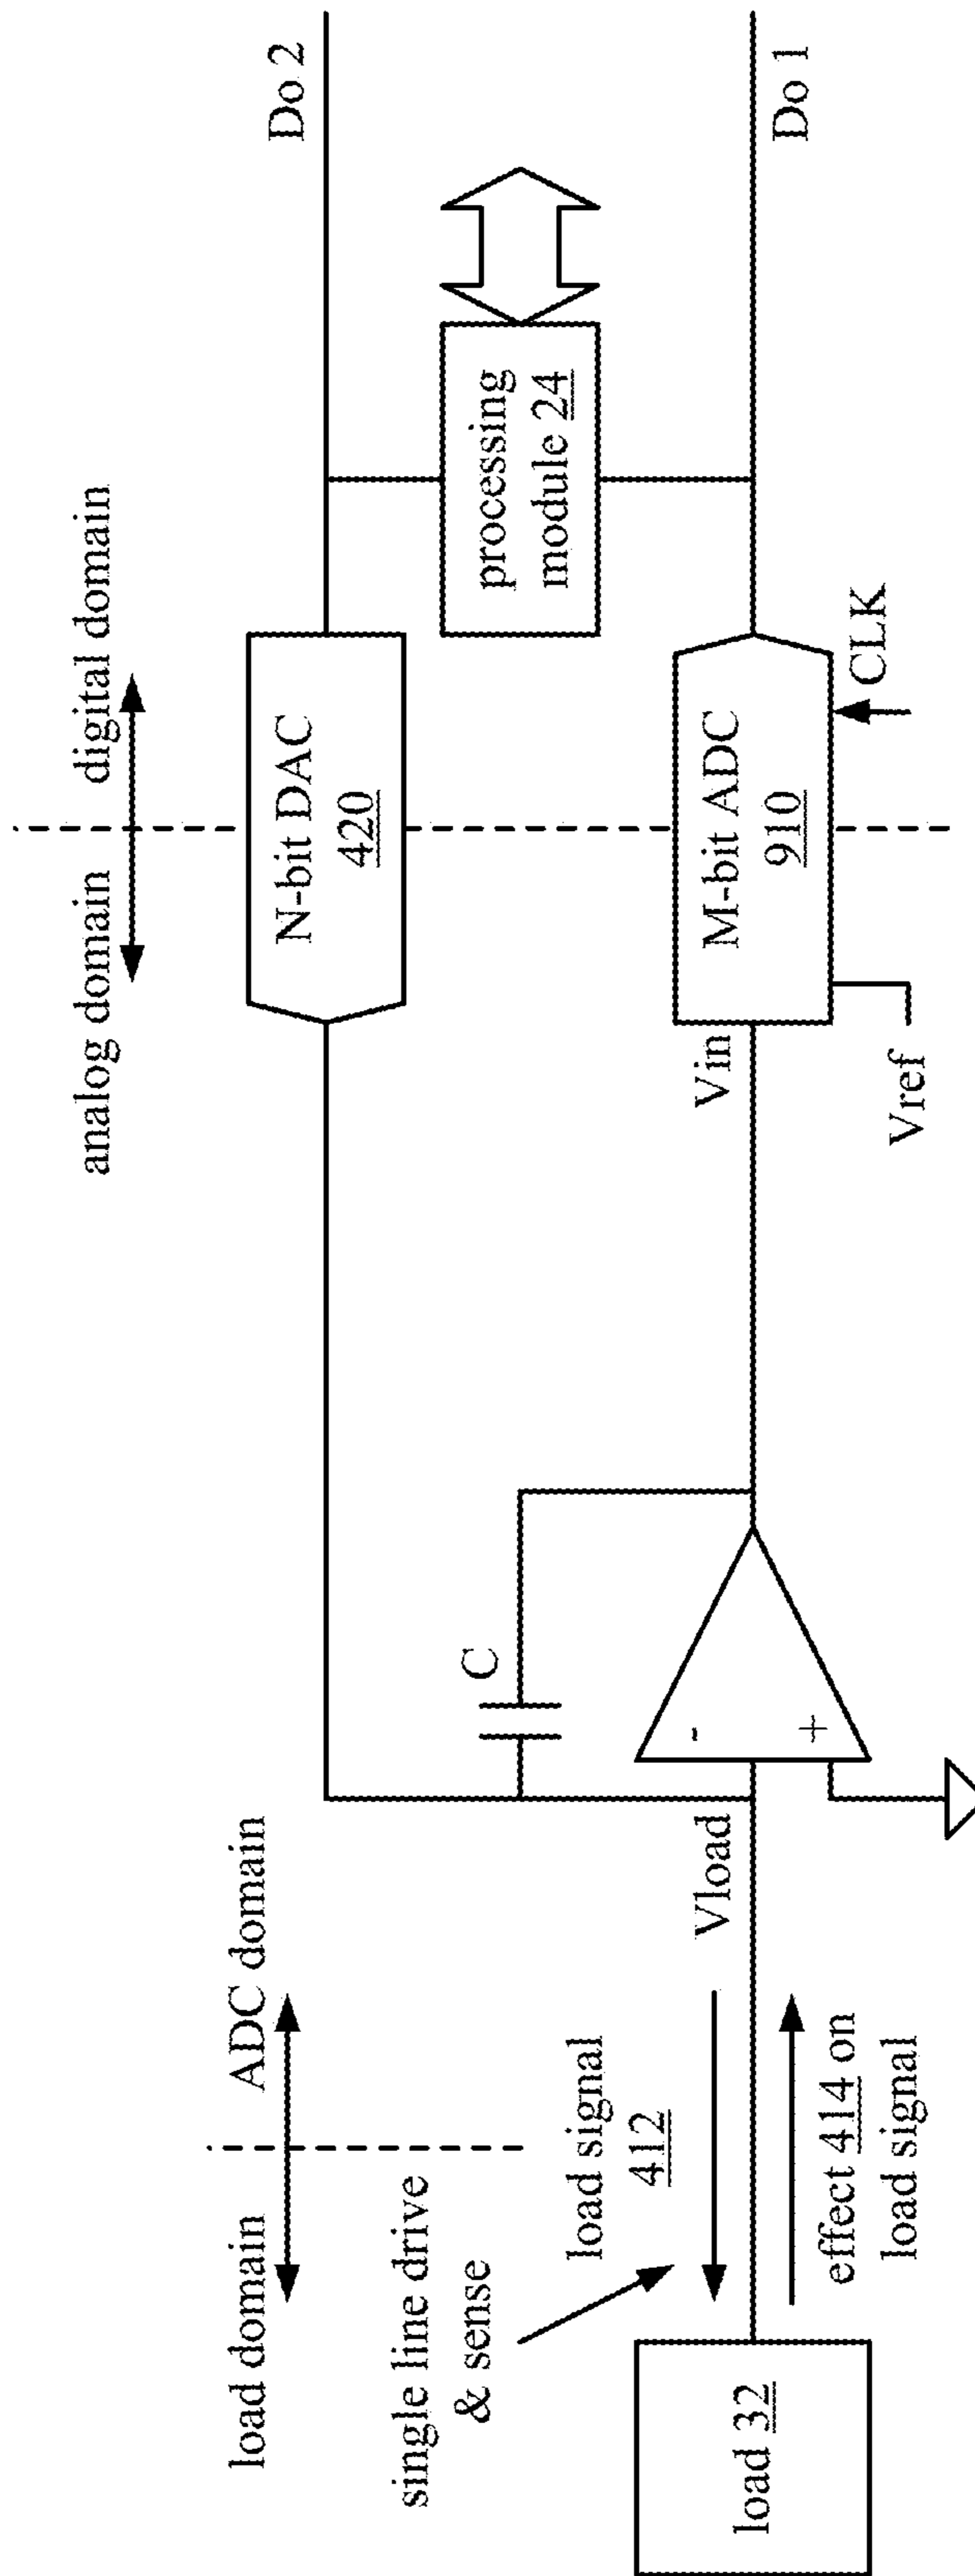 load domain
ADC domain
analog domain
digital domain
single line drive
& sense
load signal
412
effect 414 on
load signal
load 32
Vload
C
-
+
N-bit DAC
420
Vin
M-bit ADC
910
Vref
CLK
processing
module 24
Do 2
Do 1